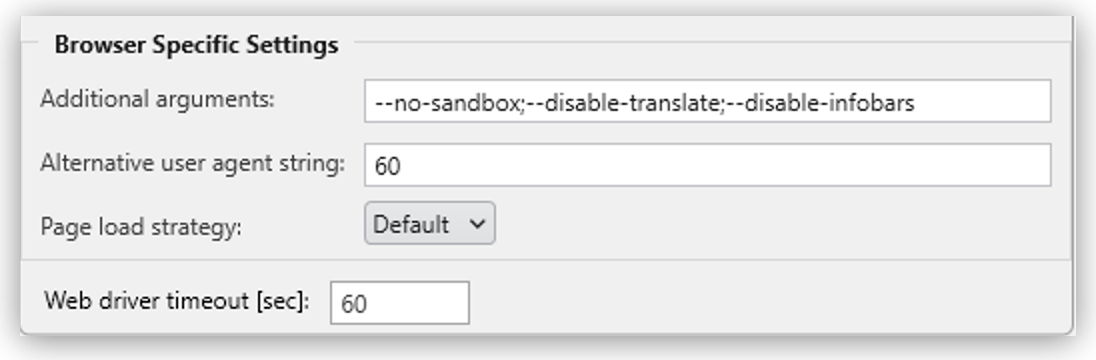 Browser Specific Settings
Additional arguments: --no-sandbox;--disable-translate;--disable-infobars
Alternative user agent string: 60
Page load strategy: Default
Web driver timeout [sec]: 60